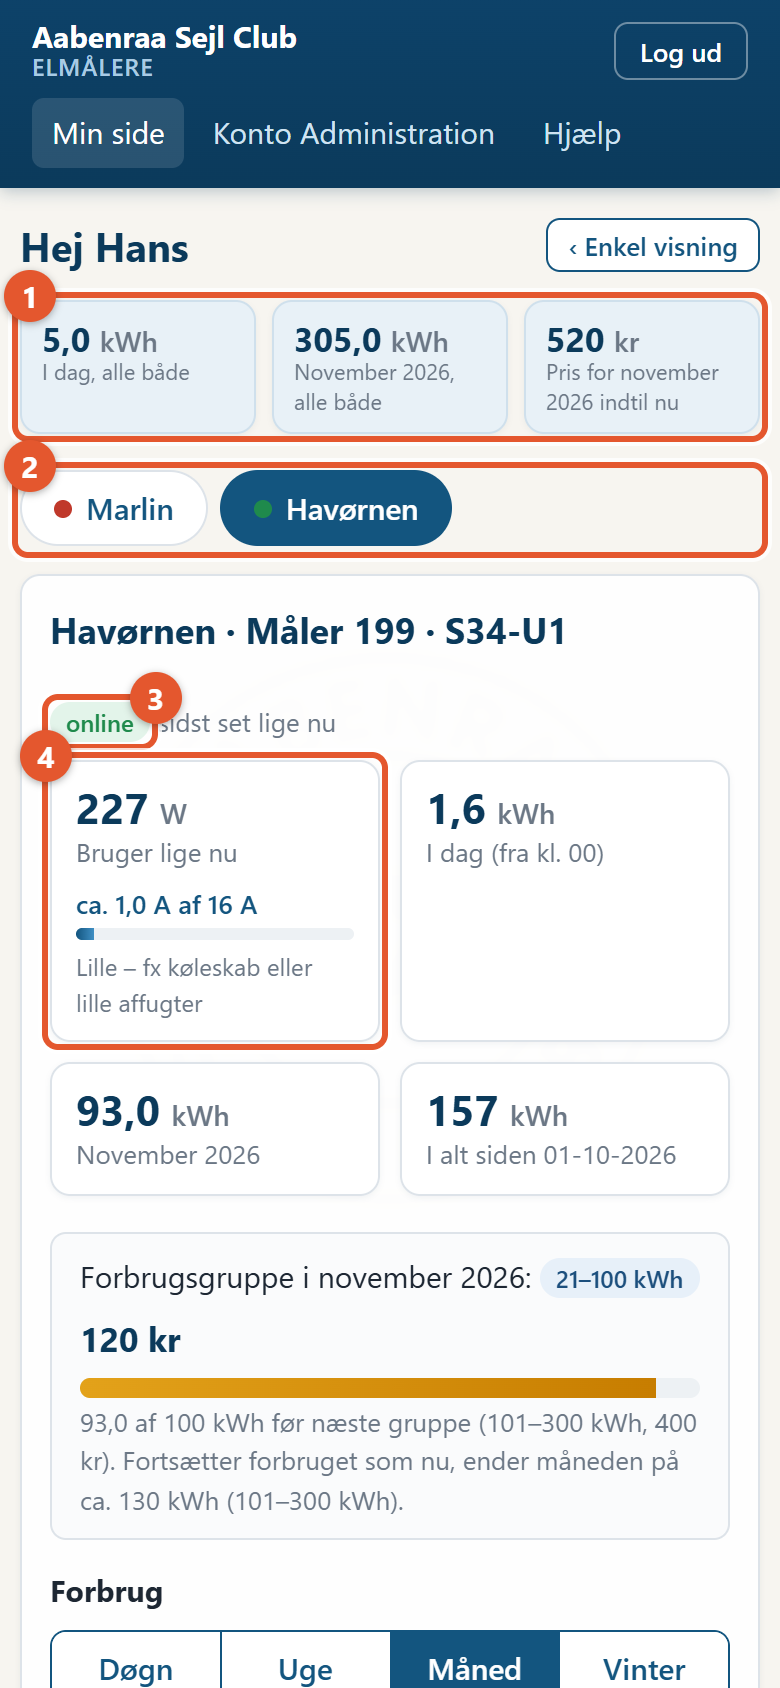 Aabenraa Sejl Club
ELMÅLERE
Log ud
Min side
Konto Administration
Hjælp
Hej Hans
‹ Enkel visning
1
5,0 kWh
I dag, alle både
305,0 kWh
November 2026,
alle både
520 kr
Pris for november
2026 indtil nu
2
Marlin
Havørnen
Havørnen · Måler 199 · S34-U1
3
online
sidst set lige nu
4
227 W
Bruger lige nu
ca. 1,0 A af 16 A
Lille – fx køleskab eller
lille affugter
1,6 kWh
I dag (fra kl. 00)
93,0 kWh
November 2026
157 kWh
I alt siden 01-10-2026
Forbrugsgruppe i november 2026:
21–100 kWh
120 kr
93,0 af 100 kWh før næste gruppe (101–300 kWh, 400
kr). Fortsætter forbruget som nu, ender måneden på
ca. 130 kWh (101–300 kWh).
Forbrug
Døgn
Uge
Måned
Vinter